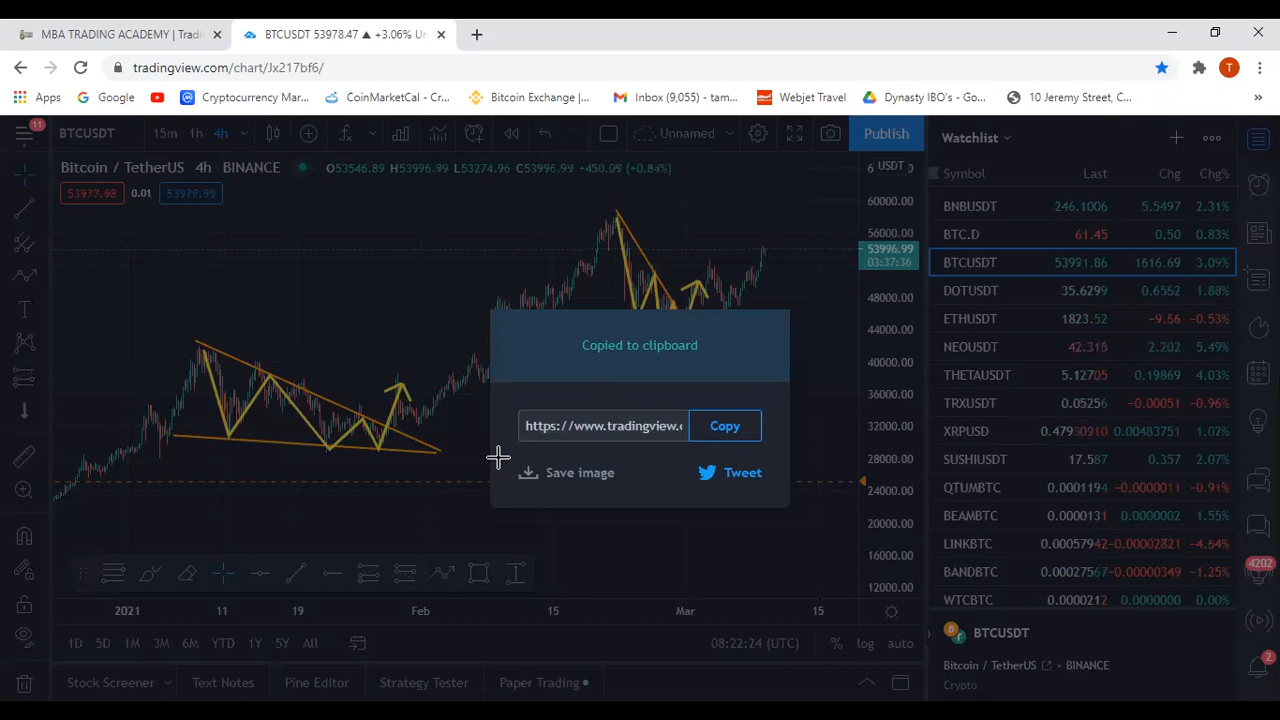 MBA TRADING ACADEMY | Tradi
BTCUSDT 53978.47 ▲ +3.06% Un
tradingview.com/chart/Jx217bf6/
Apps
Google
Cryptocurrency Mar...
CoinMarketCal - Cr...
Bitcoin Exchange |...
Inbox (9,055) - tam...
Webjet Travel
Dynasty IBO's - Go...
10 Jeremy Street, C...
»
T
11
BTCUSDT
15m
1h
4h
Unnamed
Publish
Bitcoin / TetherUS 4h BINANCE
O53546.89 H53996.99 L53274.96 C53996.99 +450.09 (+0.84%)
53977.98
0.01
USDT
60000.00
56000.00
53996.99
03:37:36
48000.00
44000.00
40000.00
36000.00
32000.00
28000.00
24000.00
20000.00
16000.00
12000.00
Copied to clipboard
https://www.tradingview.c
Copy
Save image
Tweet
2021
11
19
Feb
15
Mar
15
1D
5D
1M
3M
6M
YTD
1Y
5Y
All
08:22:24 (UTC)
%
log
auto
Stock Screener
Text Notes
Pine Editor
Strategy Tester
Paper Trading
Watchlist
Symbol Last Chg Chg%
BNBUSDT 246.1006 5.5497 2.31%
BTC.D 61.45 0.50 0.83%
BTCUSDT 53991.86 1616.69 3.09%
DOTUSDT 35.6299 0.6562 1.88%
ETHUSDT 1823.52 -9.56 -0.53%
NEOUSDT 42.315 2.202 5.49%
THETAUSDT 5.12705 0.19869 4.03%
TRXUSDT 0.05256 -0.00051 -0.96%
XRPUSD 0.47930910 0.00483751 1.02%
SUSHIUSDT 17.587 0.357 2.07%
QTUMBTC 0.0001194 -0.0000011 -0.91%
BEAMBTC 0.0000131 0.0000002 1.55%
LINKBTC 0.00057942 -0.00002821 -4.64%
BANDBTC 0.00027567 -0.00000349 -1.25%
WTCBTC 0.0000212 0.0000000 0.00%
BTCUSDT
Bitcoin / TetherUS
BINANCE
Crypto
4202
2